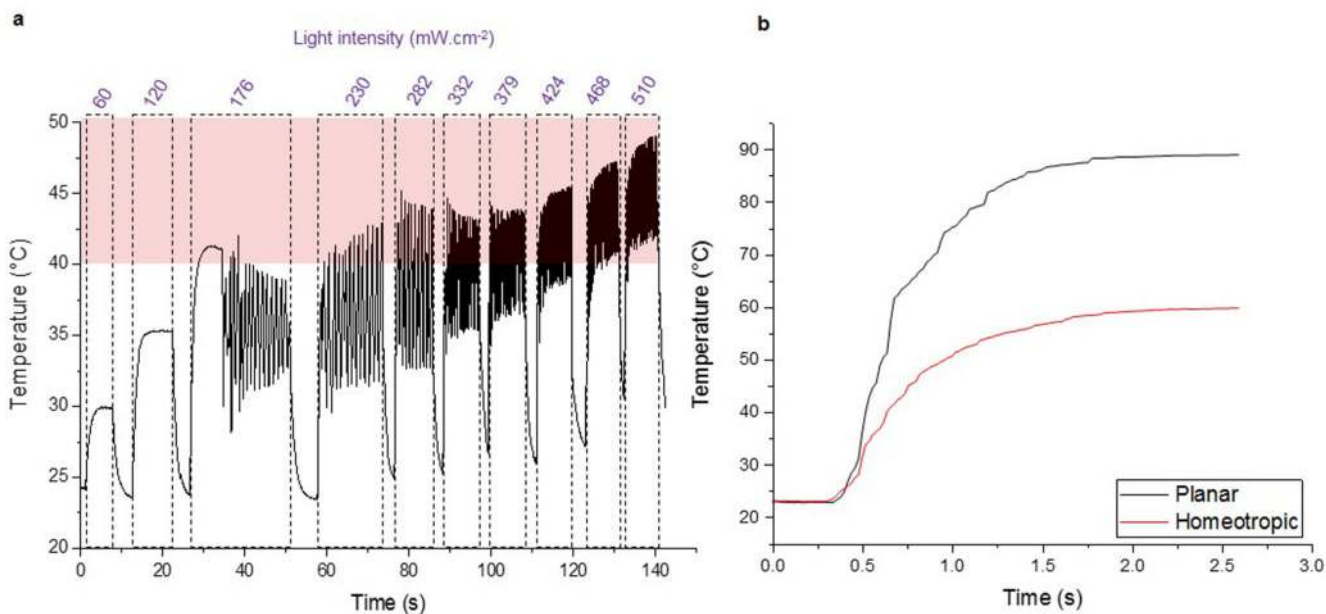 a
Light intensity (mW.cm-2)
60 120 176 230 282 332 379 424 468 510
50
45
40
35
30
25
20
Temperature (°C)
0 20 40 60 80 100 120 140
Time (s)
b
90
80
70
60
50
40
30
20
Temperature (°C)
Planar
Homeotropic
0.0 0.5 1.0 1.5 2.0 2.5 3.0
Time (s)